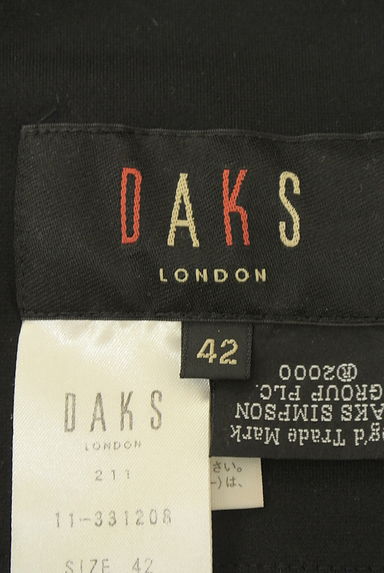 DAKS
LONDON
42
Reg'd Trade Mark
DAKS SIMPSON
GROUP PLC.
®2000
DAKS
LONDON
211
11-331208
SIZE 42
さい。
-)は、